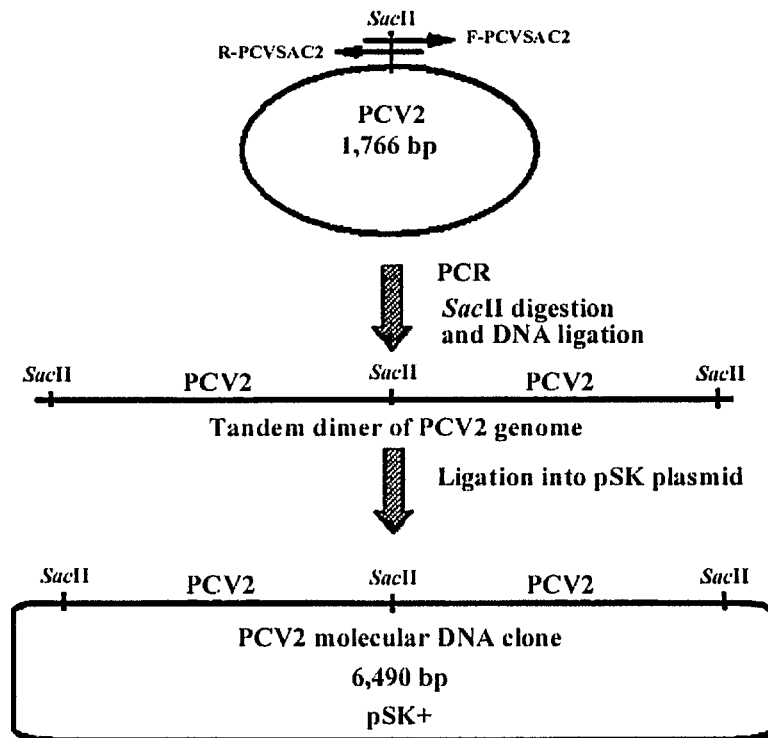 SacII
F-PCVSAC2
R-PCVSAC2
PCV2
1,766 bp
PCR
SacII digestion
and DNA ligation
SacII PCV2 SacII PCV2 SacII
Tandem dimer of PCV2 genome
Ligation into pSK plasmid
SacII PCV2 SacII PCV2 SacII
PCV2 molecular DNA clone
6,490 bp
pSK+